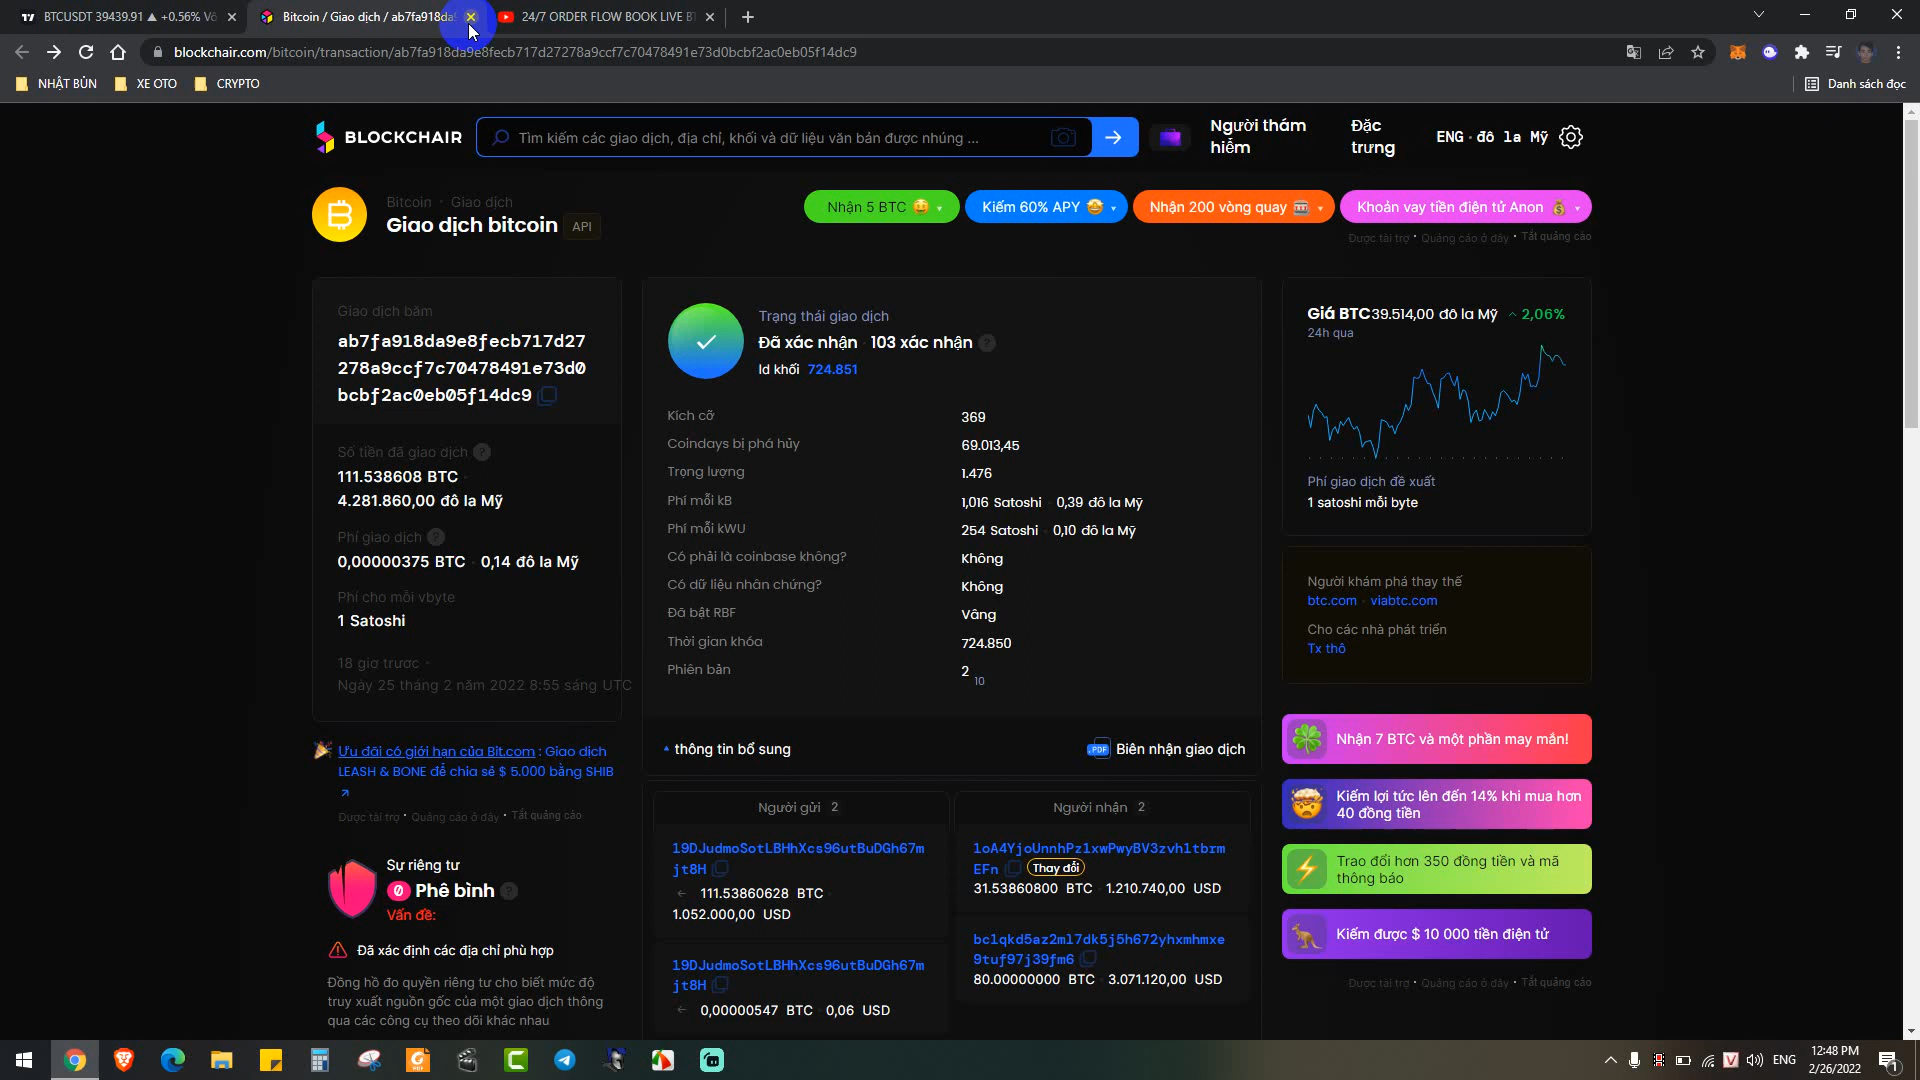 BTCUSDT 39439.91 ▲ +0.56% Vô
Bitcoin / Giao dịch / ab7fa918da
24/7 ORDER FLOW BOOK LIVE BT
blockchair.com/bitcoin/transaction/ab7fa918da9e8fecb717d27278a9ccf7c70478491e73d0bcbf2ac0eb05f14dc9
NHẬT BỦN
XE OTO
CRYPTO
Danh sách đọc
BLOCKCHAIR
Tìm kiếm các giao dịch, địa chỉ, khối và dữ liệu văn bản được nhúng ...
Người thám
hiểm
Đặc
trưng
ENG · đô la Mỹ
Bitcoin · Giao dịch
Giao dịch bitcoin API
Nhận 5 BTC
Kiếm 60% APY
Nhận 200 vòng quay
Khoản vay tiền điện tử Anon
Được tài trợ · Quảng cáo ở đây · Tắt quảng cáo
Giao dịch băm
ab7fa918da9e8fecb717d27
278a9ccf7c70478491e73d0
bcbf2ac0eb05f14dc9
Số tiền đã giao dịch ?
111.538608 BTC ·
4.281.860,00 đô la Mỹ
Phí giao dịch ?
0,00000375 BTC · 0,14 đô la Mỹ
Phí cho mỗi vbyte
1 Satoshi
18 giờ trước ·
Ngày 25 tháng 2 năm 2022 8:55 sáng UTC
Trạng thái giao dịch
Đã xác nhận · 103 xác nhận ?
Id khối 724.851
Kích cỡ 369
Coindays bị phá hủy 69.013,45
Trọng lượng 1.476
Phí mỗi kB 1,016 Satoshi · 0,39 đô la Mỹ
Phí mỗi kWU 254 Satoshi · 0,10 đô la Mỹ
Có phải là coinbase không? Không
Có dữ liệu nhân chứng? Không
Đã bật RBF Vâng
Thời gian khóa 724.850
Phiên bản 2 10
thông tin bổ sung
PDF Biên nhận giao dịch
Giá BTC 39.514,00 đô la Mỹ 2,06%
24h qua
Phí giao dịch đề xuất
1 satoshi mỗi byte
Người khám phá thay thế
btc.com · viabtc.com
Cho các nhà phát triển
Tx thô
Ưu đãi có giới hạn của Bit.com : Giao dịch
LEASH & BONE để chia sẻ $ 5.000 bằng SHIB
Được tài trợ · Quảng cáo ở đây · Tắt quảng cáo
Sự riêng tư
0 Phê bình ?
Vấn đề:
Đã xác định các địa chỉ phù hợp
Đồng hồ đo quyền riêng tư cho biết mức độ
truy xuất nguồn gốc của một giao dịch thông
qua các công cụ theo dõi khác nhau
Người gửi 2
19DJudmoSotLBHhXcs96utBuDGh67m
jt8H
← 111.53860628 BTC ·
1.052.000,00 USD
19DJudmoSotLBHhXcs96utBuDGh67m
jt8H
← 0,00000547 BTC · 0,06 USD
Người nhận 2
1oA4YjoUnnhPz1xwPwyBV3zvh1tbrm
EFn Thay đổi
31.53860800 BTC · 1.210.740,00 USD
bc1qkd5az2ml7dk5j5h672yhxmhmxe
9tuf97j39fm6
80.00000000 BTC · 3.071.120,00 USD
Nhận 7 BTC và một phần may mắn!
Kiếm lợi tức lên đến 14% khi mua hơn
40 đồng tiền
Trao đổi hơn 350 đồng tiền và mã
thông báo
Kiếm được $ 10 000 tiền điện tử
Được tài trợ · Quảng cáo ở đây · Tắt quảng cáo
ENG
12:48 PM
2/26/2022
1